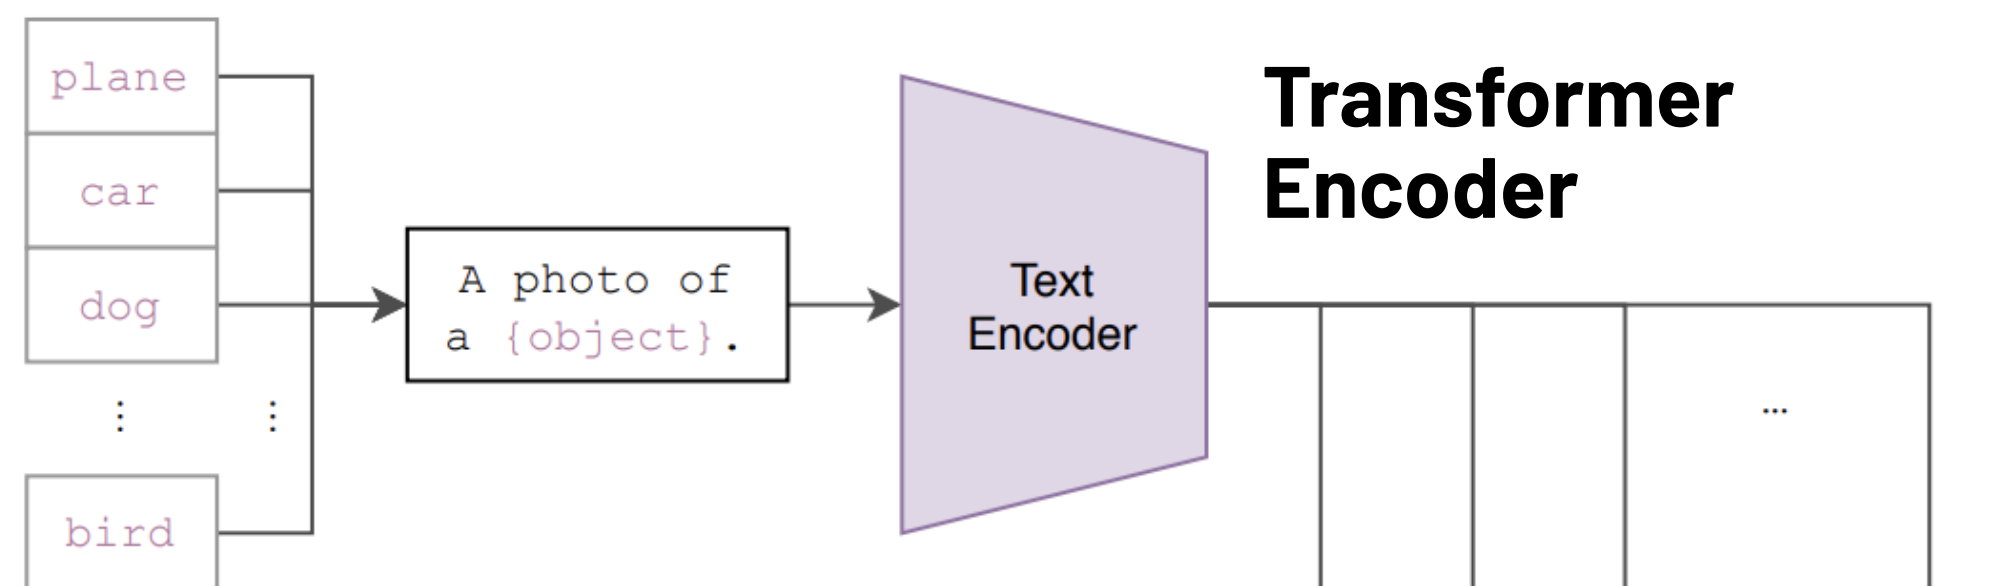 plane
car
dog
⋮ ⋮
bird
A photo of
a {object}.
Text
Encoder
Transformer
Encoder
...